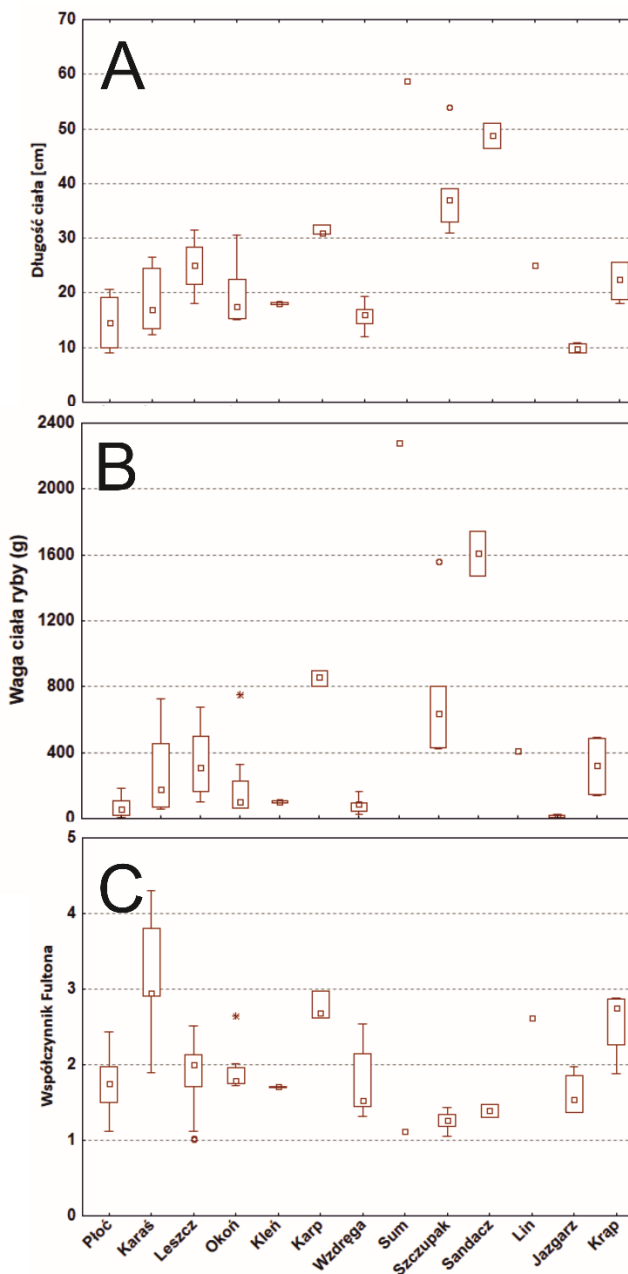 A
Długość ciała [cm]
70
60
50
40
30
20
10
0
B
Waga ciała ryby (g)
2400
2000
1600
1200
800
400
0
C
Współczynnik Fultona
5
4
3
2
1
0
Płoć
Karaś
Leszcz
Okoń
Kleń
Karp
Wzdręga
Sum
Szczupak
Sandacz
Lin
Jazgarz
Krąp